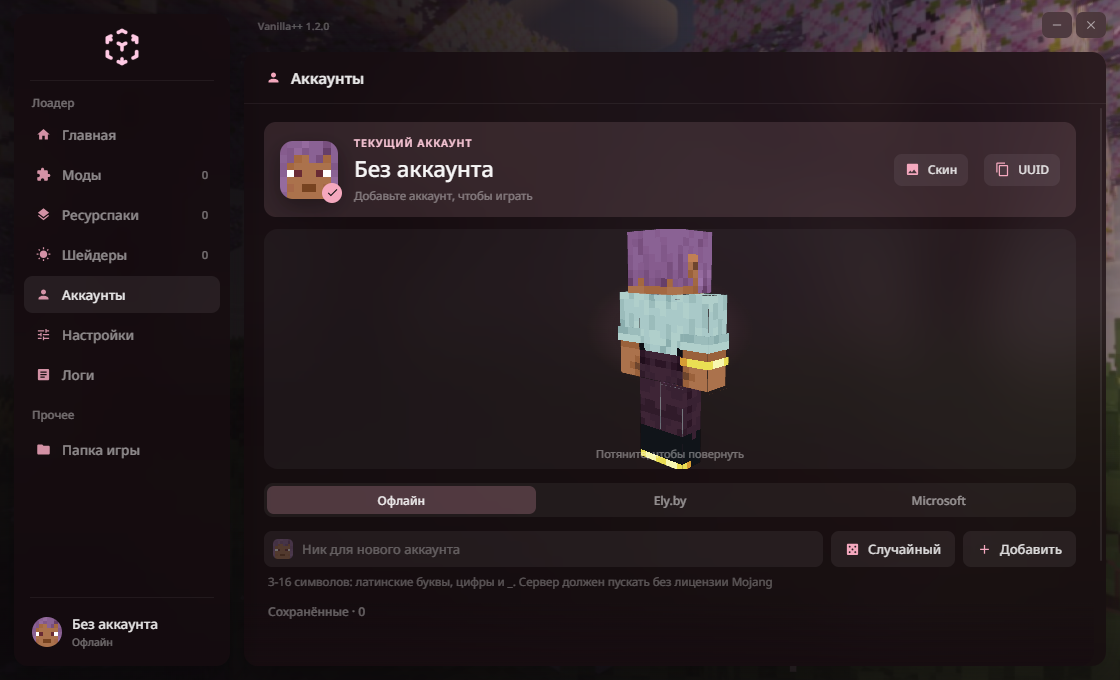 Vanilla++ 1.2.0
Лоадер
Главная
Моды 0
Ресурспаки 0
Шейдеры 0
Аккаунты
Настройки
Логи
Прочее
Папка игры
Без аккаунта
Офлайн
Аккаунты
ТЕКУЩИЙ АККАУНТ
Без аккаунта
Добавьте аккаунт, чтобы играть
Скин
UUID
Потяните, чтобы повернуть
Офлайн
Ely.by
Microsoft
Ник для нового аккаунта
Случайный
Добавить
3-16 символов: латинские буквы, цифры и _. Сервер должен пускать без лицензии Mojang
Сохранённые · 0